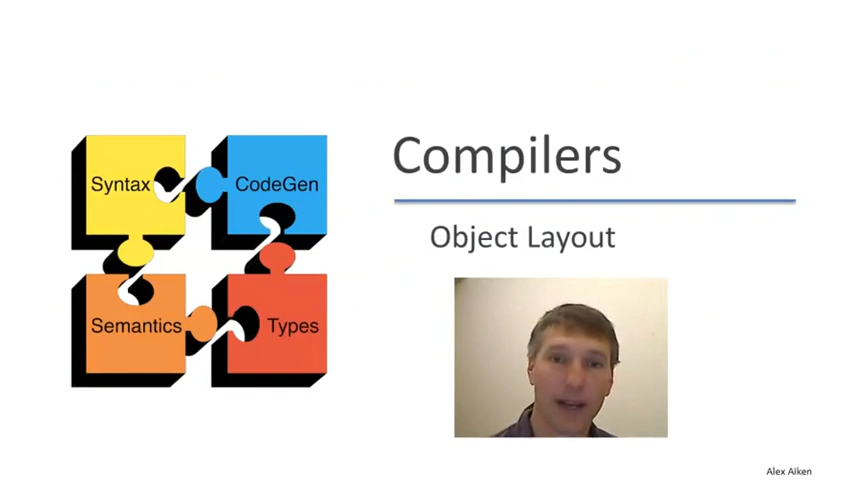 Compilers
Syntax
CodeGen
Object Layout
Semantics
Types
Alex Aiken